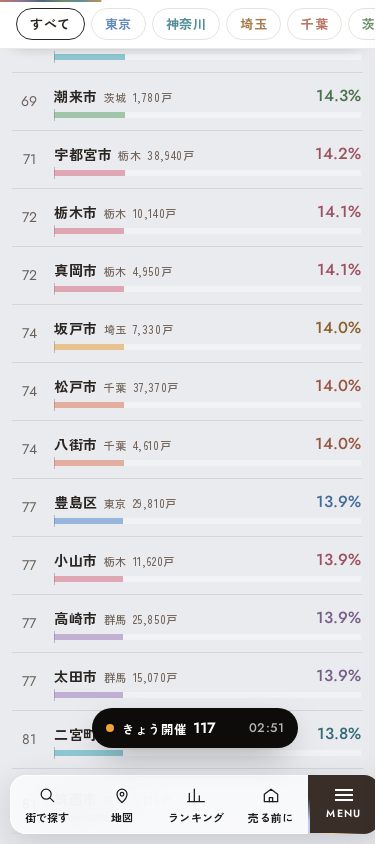 すべて 東京 神奈川 埼玉 千葉 茨
69 潮来市 茨城 1,780戸 14.3%
71 宇都宮市 栃木 38,940戸 14.2%
72 栃木市 栃木 10,140戸 14.1%
72 真岡市 栃木 4,950戸 14.1%
74 坂戸市 埼玉 7,330戸 14.0%
74 松戸市 千葉 37,370戸 14.0%
74 八街市 千葉 4,610戸 14.0%
77 豊島区 東京 29,810戸 13.9%
77 小山市 栃木 11,620戸 13.9%
77 高崎市 群馬 25,850戸 13.9%
77 太田市 群馬 15,070戸 13.9%
81 二宮町 13.8%
きょう開催 117 02:51
街で探す 地図 ランキング 売る前に MENU